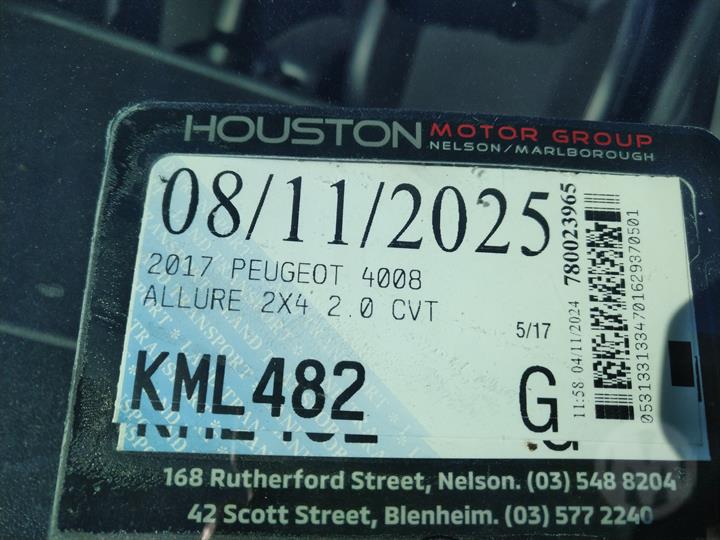 HOUSTON MOTOR GROUP
NELSON/MARLBOROUGH
08/11/2025
2017 PEUGEOT 4008
ALLURE 2X4 2.0 CVT
5/17
KML482
G
11:58 04/11/2024
780023965
053133133470162937 0501
168 Rutherford Street, Nelson. (03) 548 8204
42 Scott Street, Blenheim. (03) 577 2240